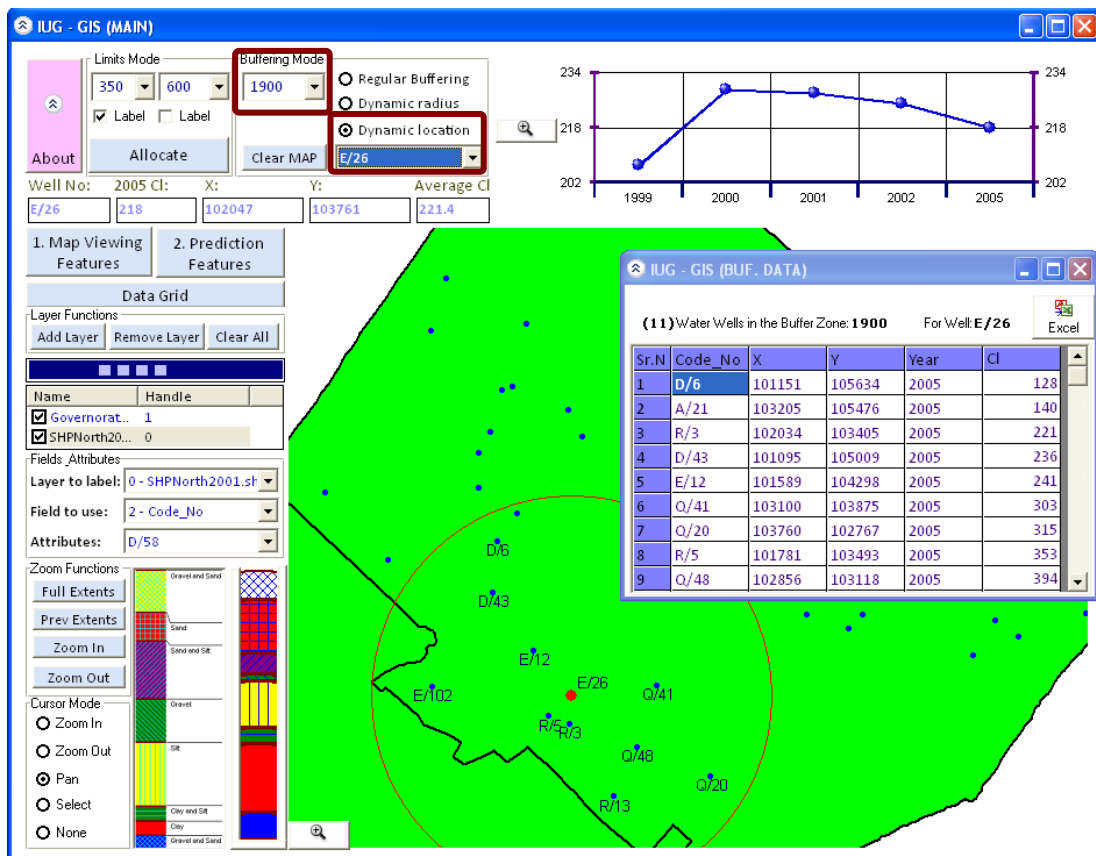 IUG - GIS (MAIN)
Limits Mode
350 600
Label Label
Allocate
About
Buffering Mode
1900
Clear MAP
Regular Buffering
Dynamic radius
Dynamic location
E/26
234 234
218 218
202 202
1999 2000 2001 2002 2005
Well No: 2005 Cl: X: Y: Average Cl
E/26 218 102047 103761 221.4
1. Map Viewing Features
2. Prediction Features
Data Grid
Layer Functions
Add Layer Remove Layer Clear All
Name Handle
Governorat... 1
SHPNorth20... 0
Fields_Attributes
Layer to label: 0 - SHPNorth2001.sh
Field to use: 2 - Code_No
Attributes: D/58
Zoom Functions
Full Extents
Prev Extents
Zoom In
Zoom Out
Cursor Mode
Zoom In
Zoom Out
Pan
Select
None
Gravel and Sand
Sand
Sand and Silt
Gravel
Silt
Clay and Silt
Clay
Gravel and Sand
D/6
D/43
E/12
E/102
E/26
Q/41
R/5
R/3
Q/48
Q/20
R/13
IUG - GIS (BUF. DATA)
(11) Water Wells in the Buffer Zone: 1900 For Well: E/26
Excel
Sr.N Code_No X Y Year Cl
1 D/6 101151 105634 2005 128
2 A/21 103205 105476 2005 140
3 R/3 102034 103405 2005 221
4 D/43 101095 105009 2005 236
5 E/12 101589 104298 2005 241
6 Q/41 103100 103875 2005 303
7 Q/20 103760 102767 2005 315
8 R/5 101781 103493 2005 353
9 Q/48 102856 103118 2005 394